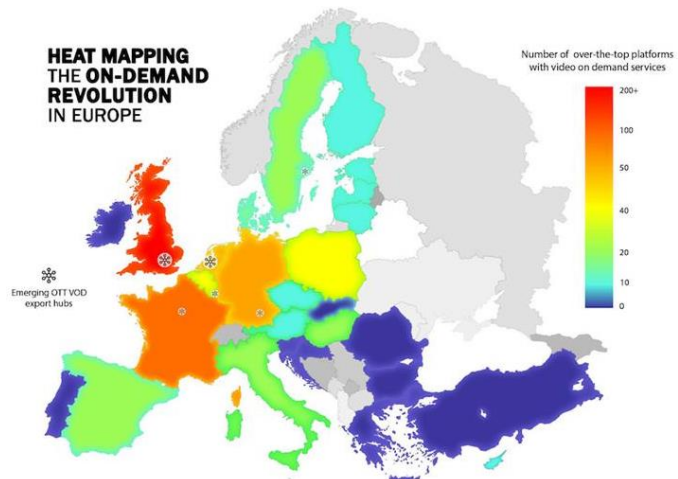 HEAT MAPPING
THE ON-DEMAND
REVOLUTION
IN EUROPE
Number of over-the-top platforms
with video on demand services
200+
100
50
40
20
10
0
Emerging OTT VOD
export hubs